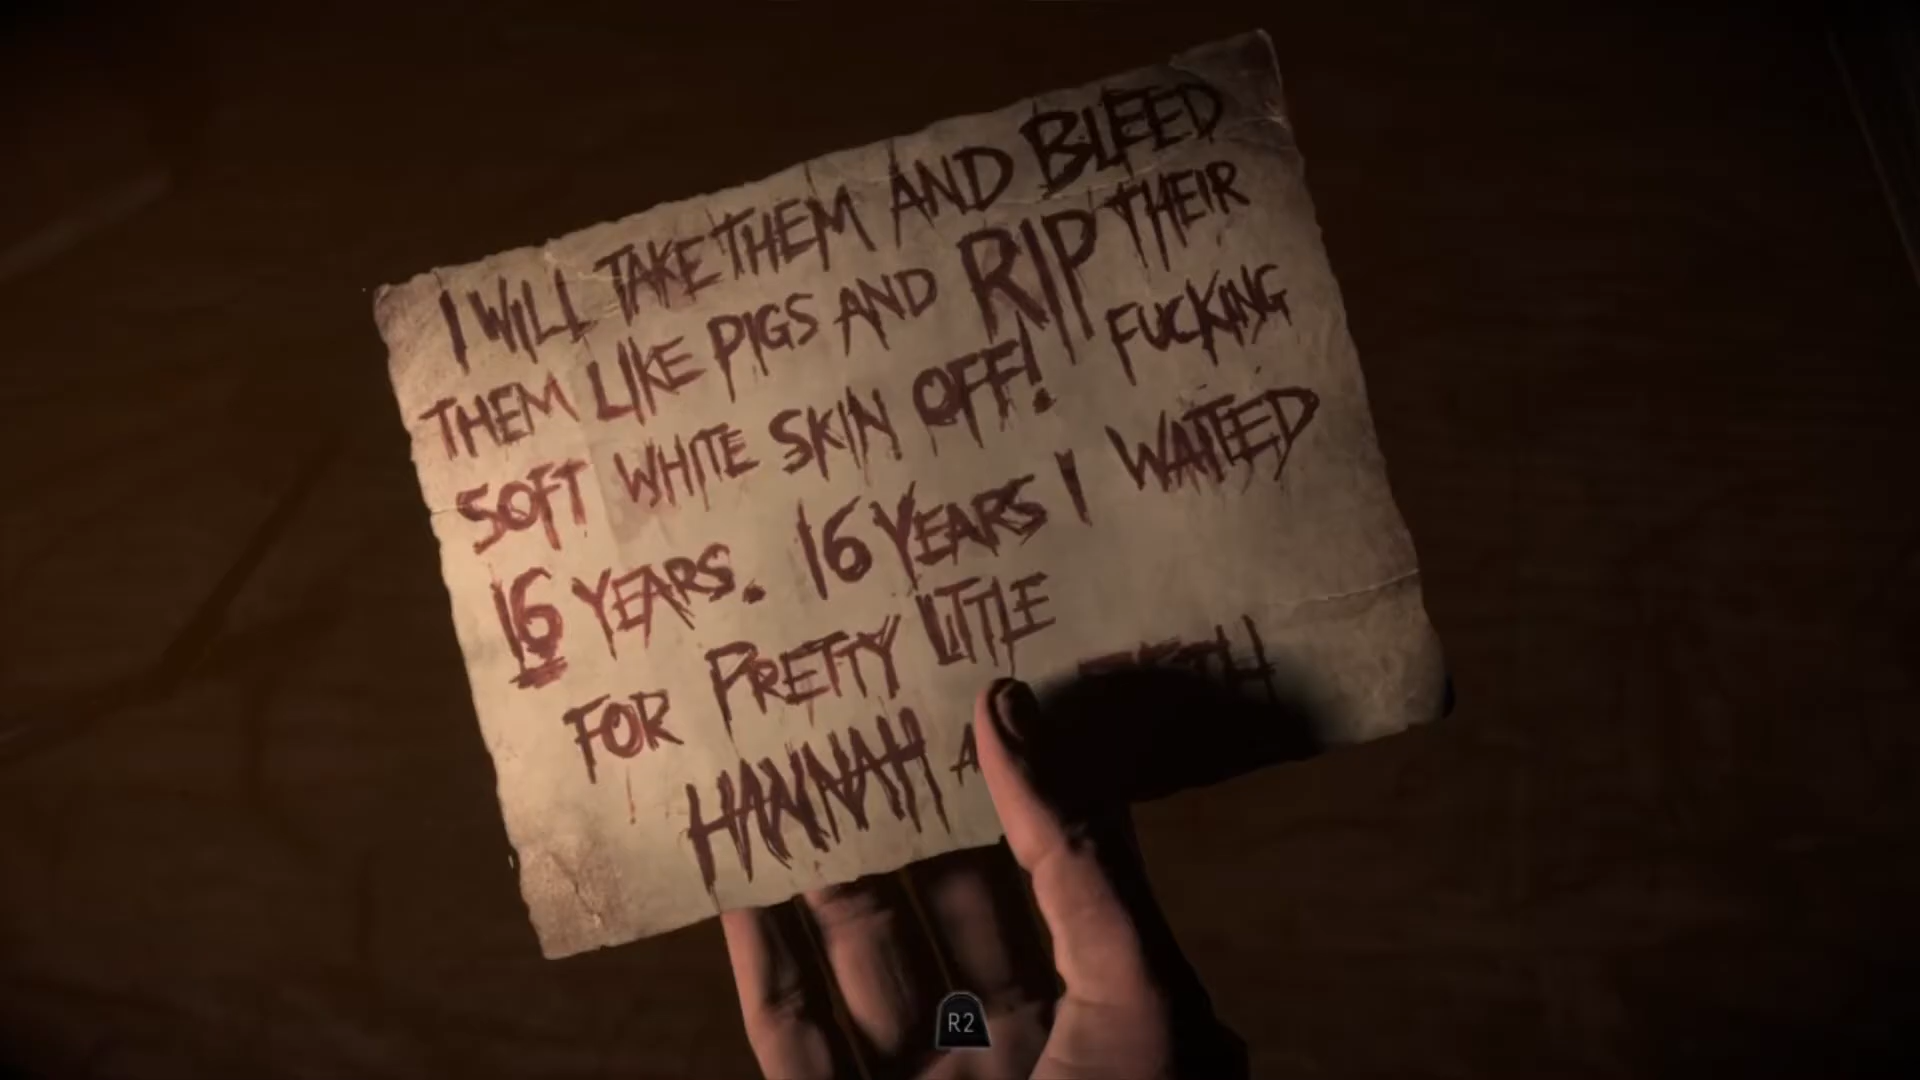 I WILL TAKE THEM AND BLEED
THEM LIKE PIGS AND RIP THEIR
SOFT WHITE SKIN OFF! FUCKING
16 YEARS. 16 YEARS I WAITED
FOR PRETTY LITTLE
HANNAH
R2